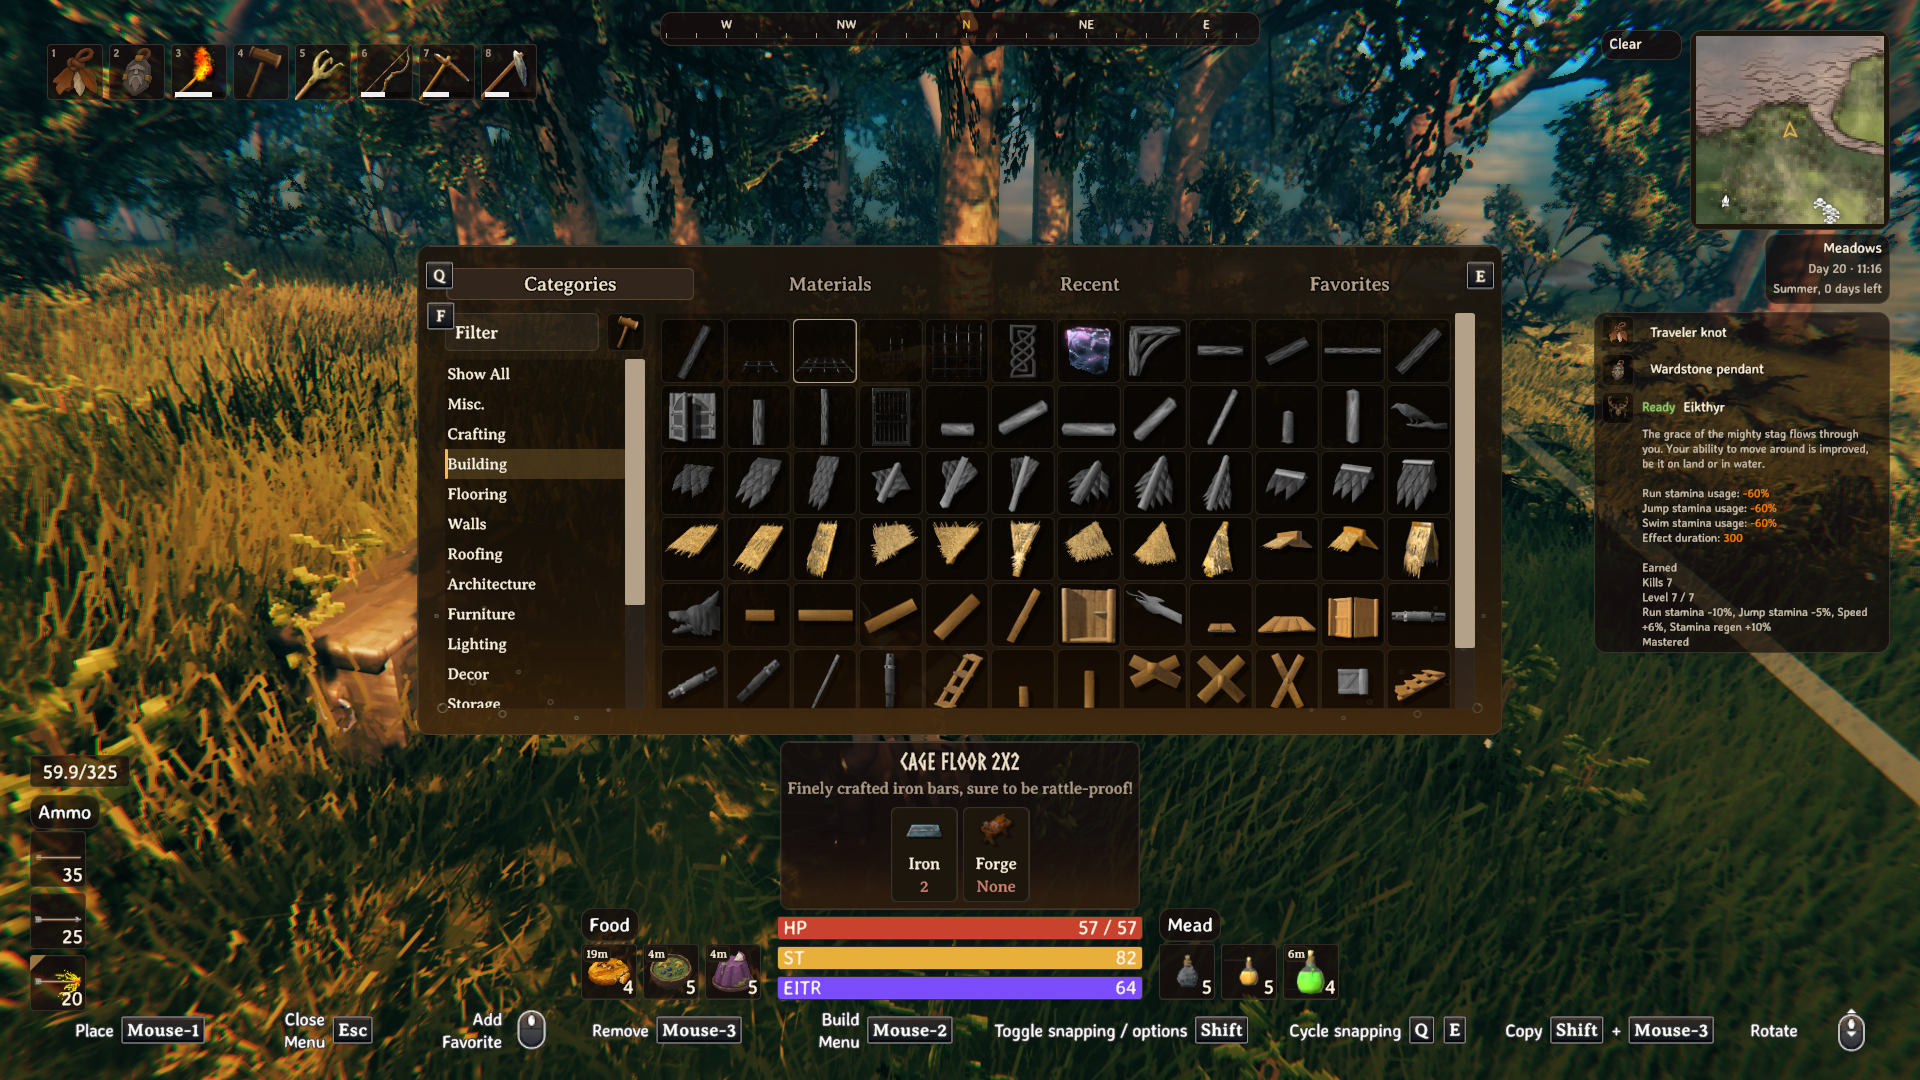 W NW N NE E
1 2 3 4 5 6 7 8
Clear
Meadows
Day 20 · 11:16
Summer, 0 days left
Q Categories Materials Recent Favorites E
F Filter
Show All
Misc.
Crafting
Building
Flooring
Walls
Roofing
Architecture
Furniture
Lighting
Decor
Storage
Traveler knot
Wardstone pendant
Ready Eikthyr
The grace of the mighty stag flows through
you. Your ability to move around is improved,
be it on land or in water.
Run stamina usage: -60%
Jump stamina usage: -60%
Swim stamina usage: -60%
Effect duration: 300
Earned
Kills 7
Level 7 / 7
Run stamina -10%, Jump stamina -5%, Speed
+6%, Stamina regen +10%
Mastered
CAGE FLOOR 2X2
Finely crafted iron bars, sure to be rattle-proof!
Iron Forge
2 None
59.9/325
Ammo
35
25
20
Food
19m 4m 4m
4 5 5
HP 57 / 57
ST 82
EITR 64
Mead
6m
5 5 4
Place Mouse-1
Close Menu Esc
Add Favorite
Remove Mouse-3
Build Menu Mouse-2
Toggle snapping / options Shift
Cycle snapping Q E
Copy Shift + Mouse-3
Rotate